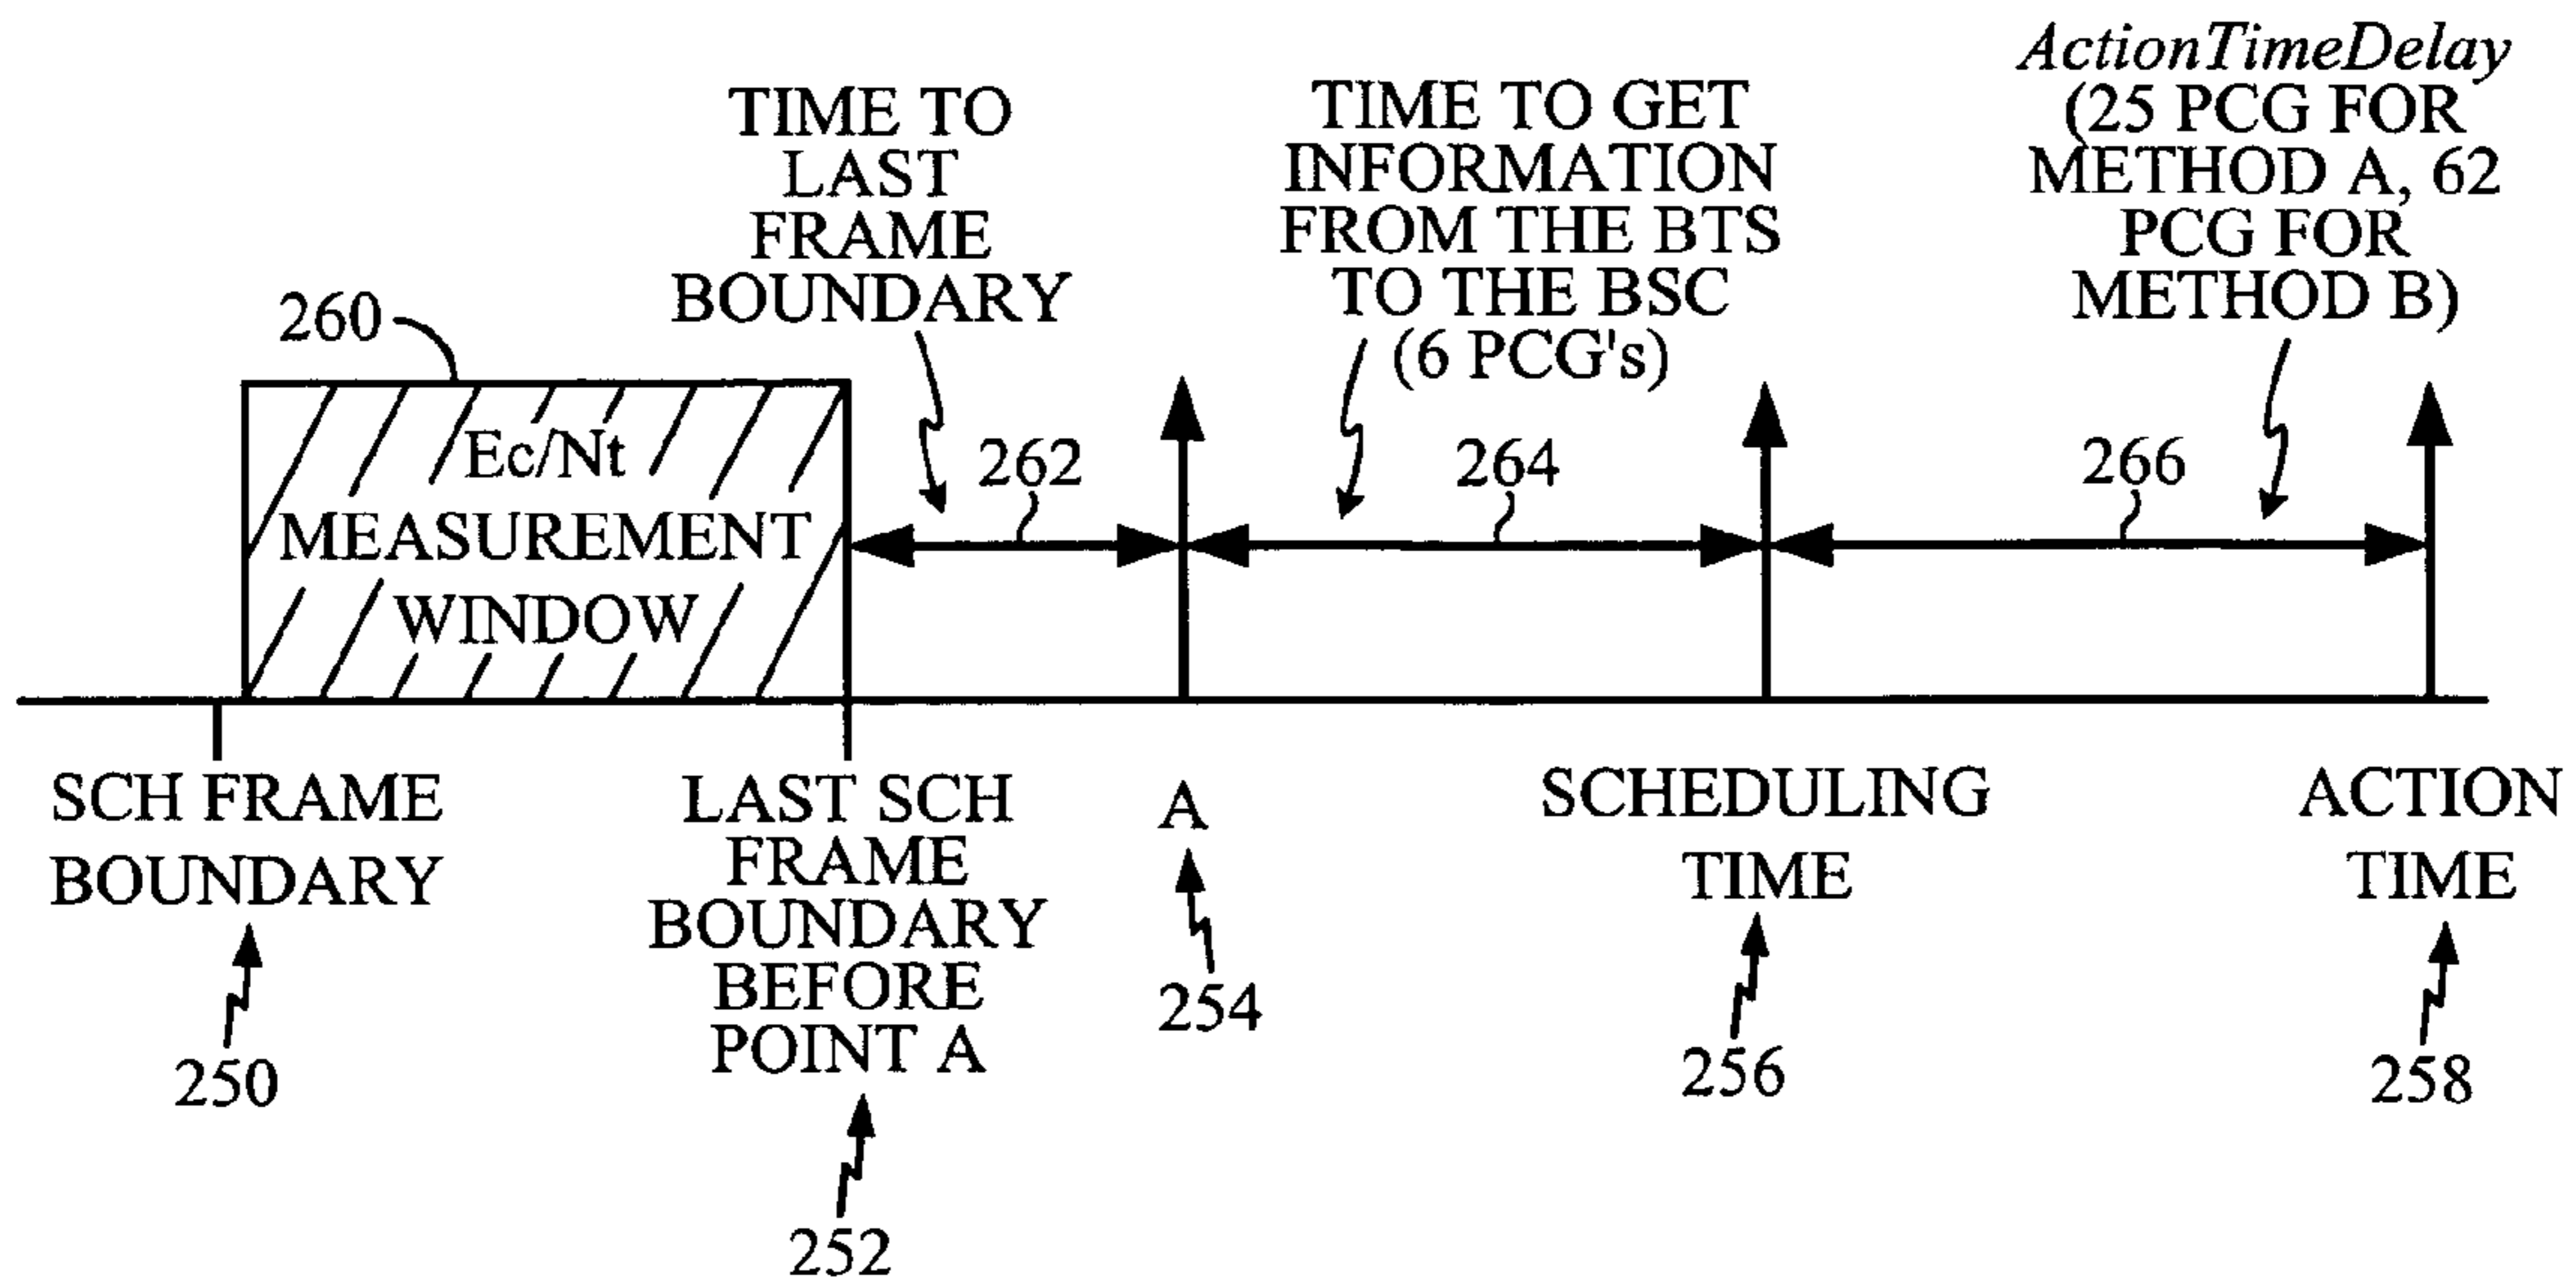 ActionTimeDelay
(25 PCG FOR
METHOD A, 62
PCG FOR
METHOD B)
TIME TO GET
INFORMATION
FROM THE BTS
TO THE BSC
(6 PCG's)
TIME TO
LAST
FRAME
BOUNDARY
260
Ec/Nt
MEASUREMENT
WINDOW
262
264
266
SCH FRAME
BOUNDARY
250
LAST SCH
FRAME
BOUNDARY
BEFORE
POINT A
252
A
254
SCHEDULING
TIME
256
ACTION
TIME
258